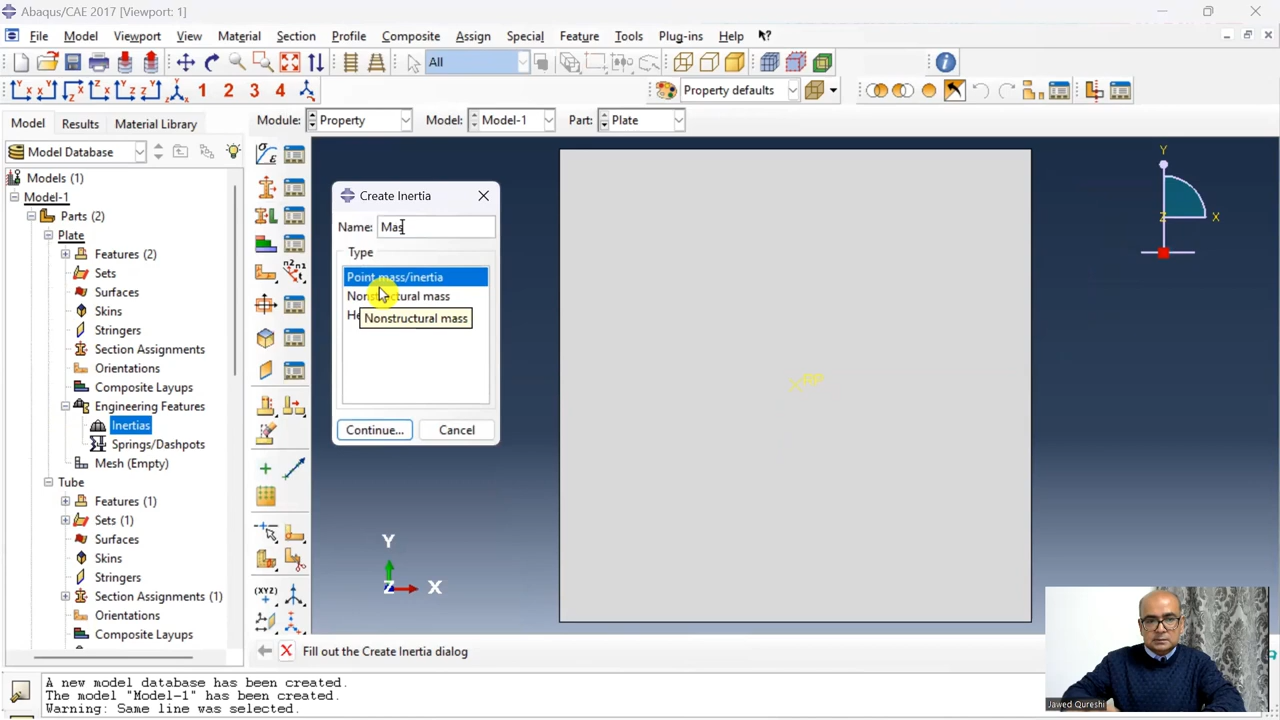 Abaqus/CAE 2017 [Viewport: 1]
File Model Viewport View Material Section Profile Composite Assign Special Feature Tools Plug-ins Help
All
1 2 3 4
Property defaults
Model Results Material Library
Module: Property Model: Model-1 Part: Plate
Model Database
Models (1)
Model-1
Parts (2)
Plate
Features (2)
Sets
Surfaces
Skins
Stringers
Section Assignments
Orientations
Composite Layups
Engineering Features
Inertias
Springs/Dashpots
Mesh (Empty)
Tube
Features (1)
Sets (1)
Surfaces
Skins
Stringers
Section Assignments (1)
Orientations
Composite Layups
Create Inertia
Name: Mas
Type
Point mass/inertia
Nonstructural mass
He
Nonstructural mass
Continue... Cancel
RP
Y
Z X
Y
Z X
Fill out the Create Inertia dialog
A new model database has been created.
The model "Model-1" has been created.
Warning: Same line was selected.
Jawed Qureshi